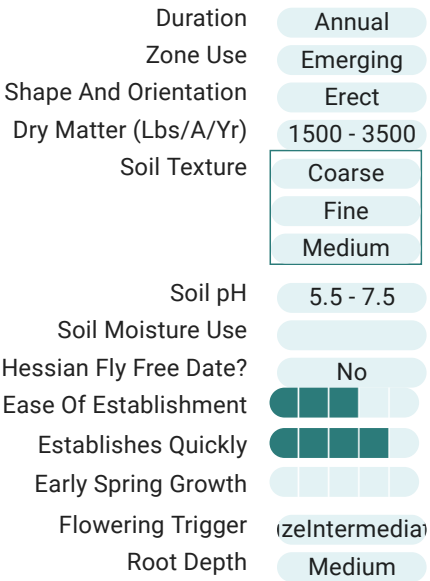 Duration Annual
Zone Use Emerging
Shape And Orientation Erect
Dry Matter (Lbs/A/Yr) 1500 - 3500
Soil Texture Coarse
Fine
Medium
Soil pH 5.5 - 7.5
Soil Moisture Use
Hessian Fly Free Date? No
Ease Of Establishment
Establishes Quickly
Early Spring Growth
Flowering Trigger
Root Depth Medium